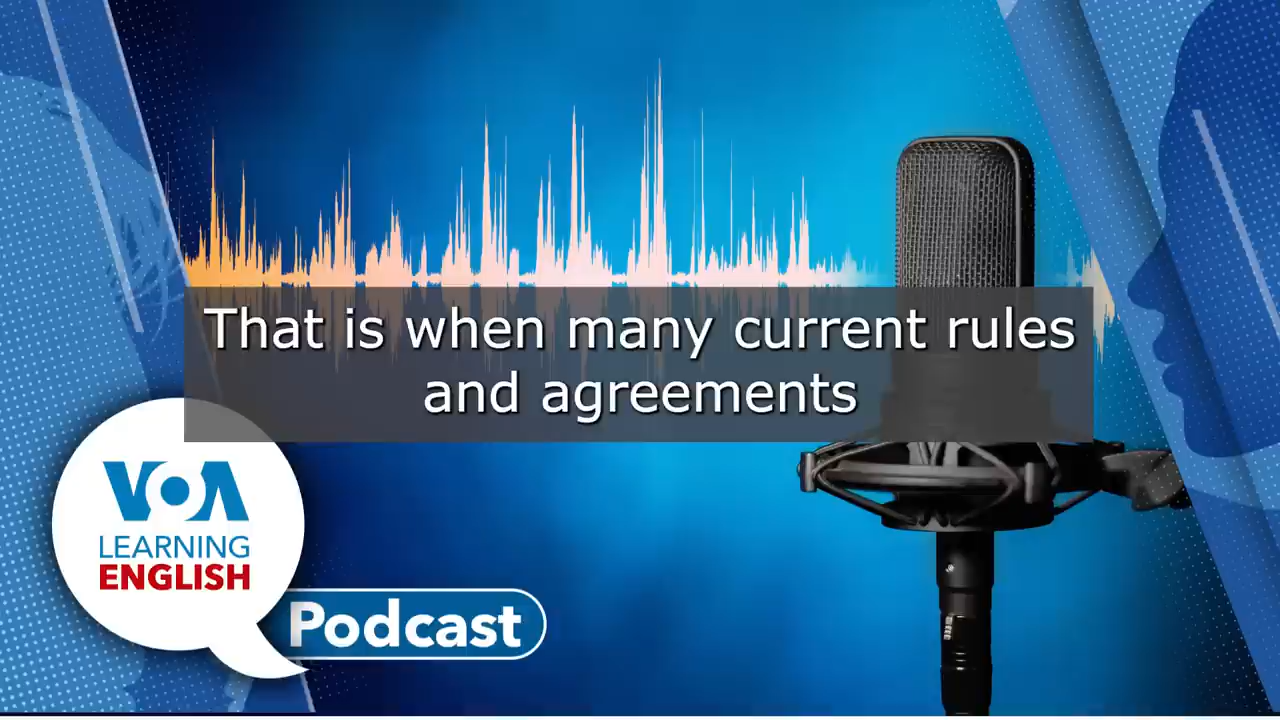 That is when many current rules
and agreements
VOA
LEARNING
ENGLISH
Podcast